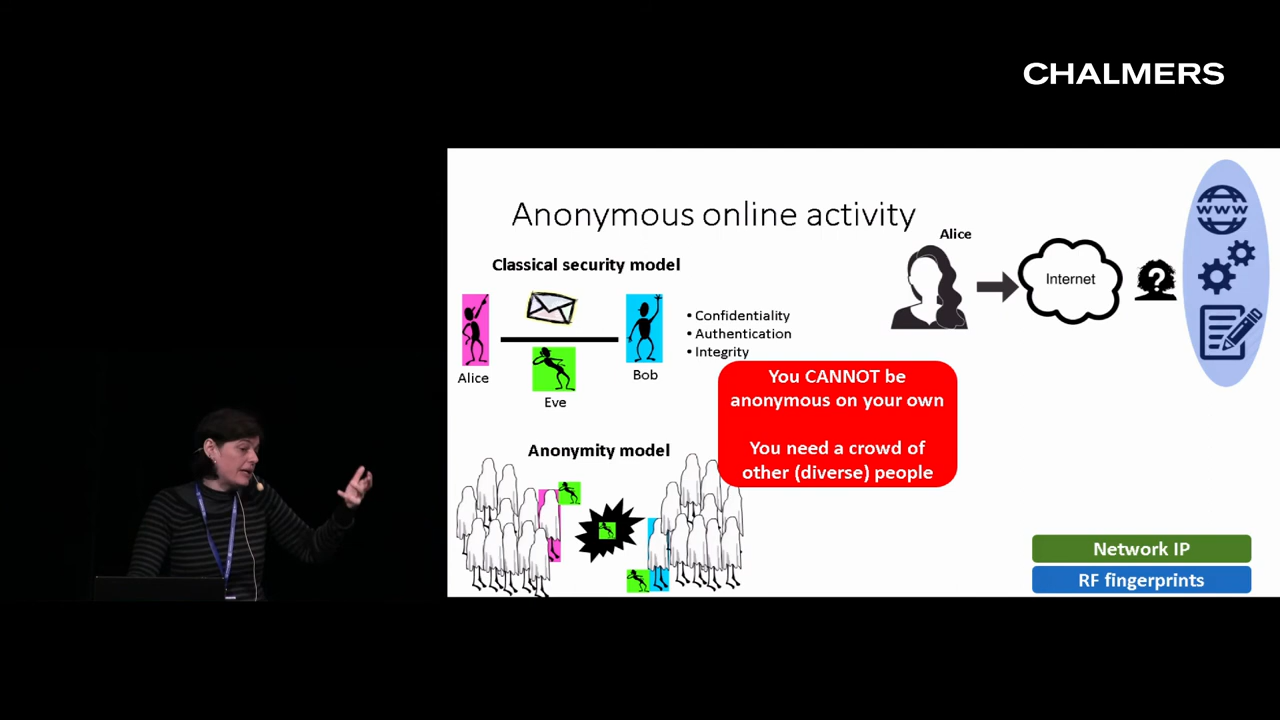 CHALMERS
Anonymous online activity
Classical security model
Alice
Eve
Bob
• Confidentiality
• Authentication
• Integrity
Alice
Internet
?
WWW
You CANNOT be
anonymous on your own
You need a crowd of
other (diverse) people
Anonymity model
Network IP
RF fingerprints